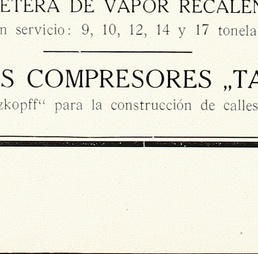 ETERA DE VAPOR RECALEN
n servicio: 9, 10, 12, 14 y 17 tonela
S COMPRESORES „TA
zkopff“ para la construcción de calles